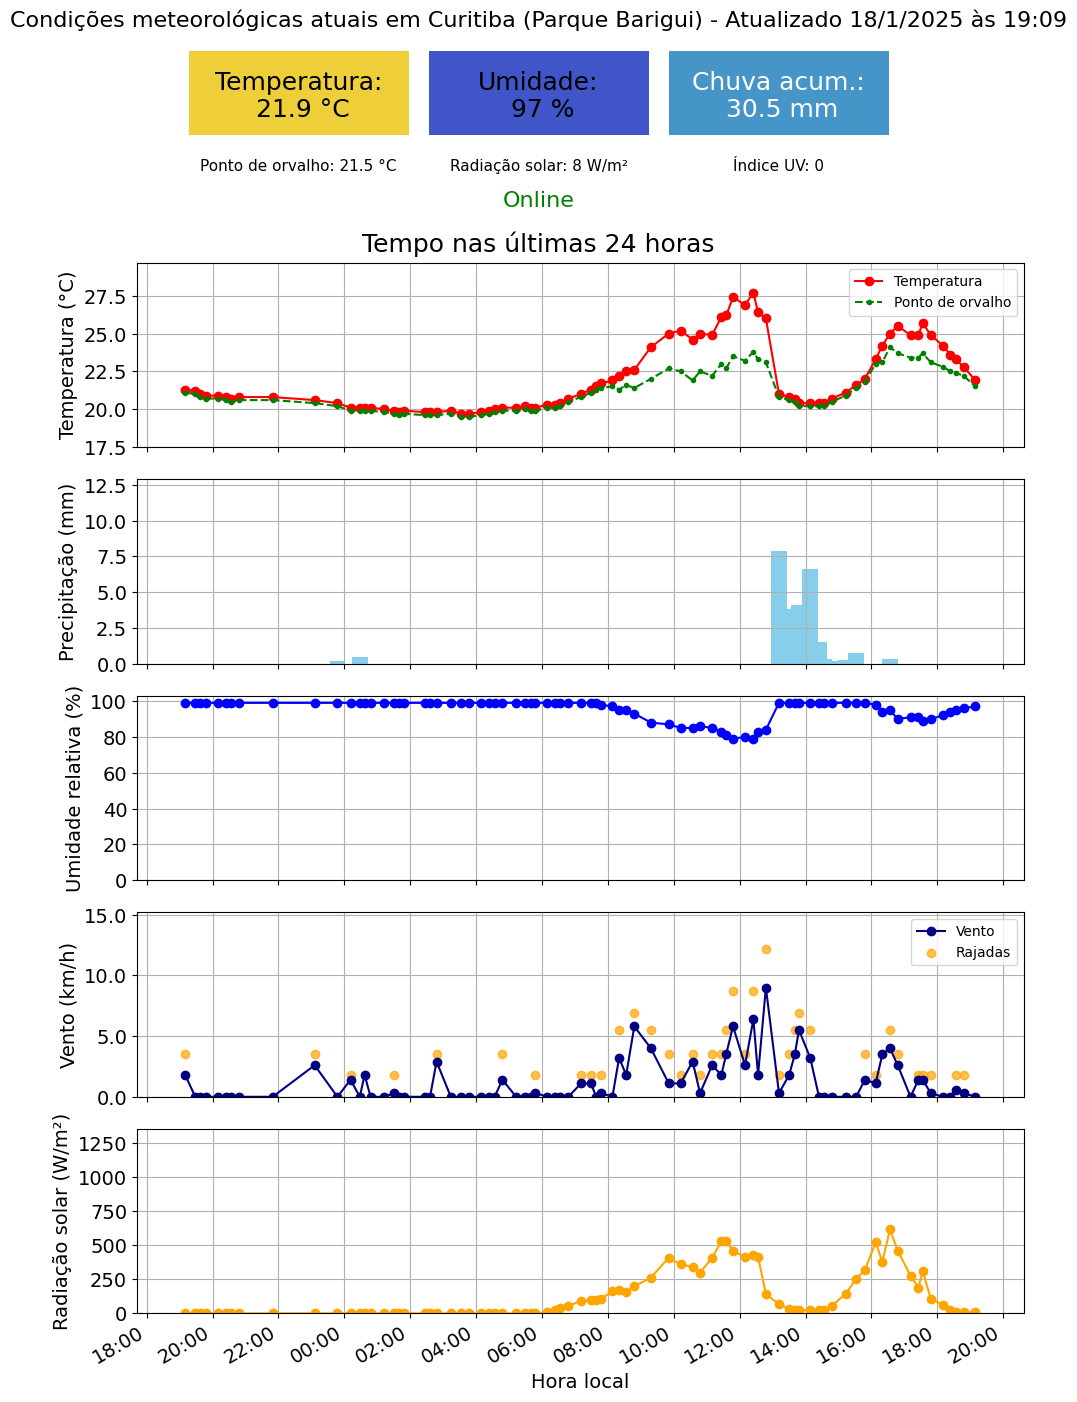 Condições meteorológicas atuais em Curitiba (Parque Barigui) - Atualizado 18/1/2025 às 19:09
Temperatura:
21.9 °C
Umidade:
97 %
Chuva acum.:
30.5 mm
Ponto de orvalho: 21.5 °C
Radiação solar: 8 W/m²
Índice UV: 0
Online
Tempo nas últimas 24 horas
Temperatura (°C)
27.5
25.0
22.5
20.0
17.5
Temperatura
Ponto de orvalho
Precipitação (mm)
12.5
10.0
7.5
5.0
2.5
0.0
Umidade relativa (%)
100
80
60
40
20
0
Vento (km/h)
15.0
10.0
5.0
0.0
Vento
Rajadas
Radiação solar (W/m²)
1250
1000
750
500
250
0
18:00
20:00
22:00
00:00
02:00
04:00
06:00
08:00
10:00
12:00
14:00
16:00
18:00
20:00
Hora local